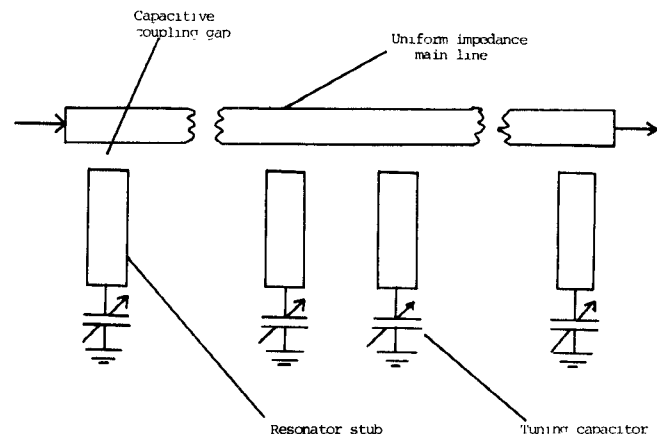 Capacitive
coupling gap
Uniform impedance
main line
Resonator stub
Tuning capacitor